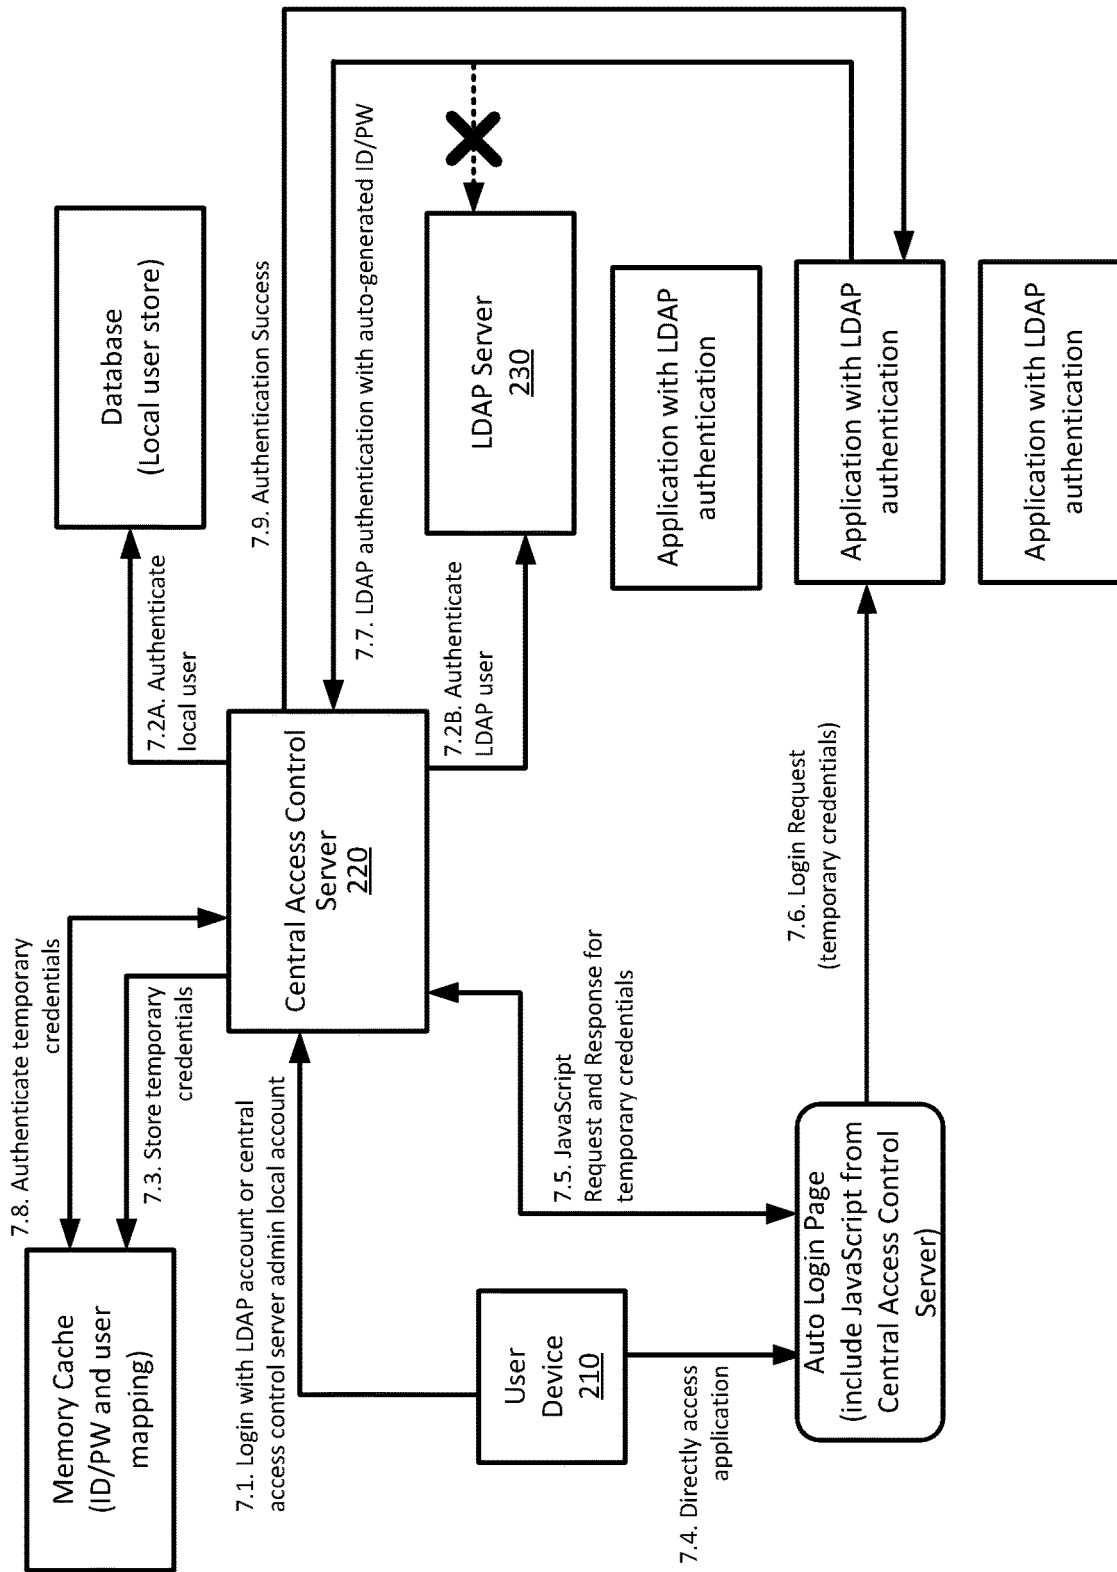 Memory Cache
(ID/PW and user
mapping)
7.8. Authenticate temporary
credentials
7.3. Store temporary
credentials
7.2A. Authenticate
local user
Database
(Local user store)
7.1. Login with LDAP account or central
access control server admin local account
Central Access Control
Server
220
7.9. Authentication Success
7.7. LDAP authentication with auto-generated ID/PW
7.2B. Authenticate
LDAP user
LDAP Server
230
User
Device
210
7.5. JavaScript
Request and Response for
temporary credentials
Application with LDAP
authentication
7.4. Directly access
application
Auto Login Page
(include JavaScript from
Central Access Control
Server)
7.6. Login Request
(temporary credentials)
Application with LDAP
authentication
Application with LDAP
authentication